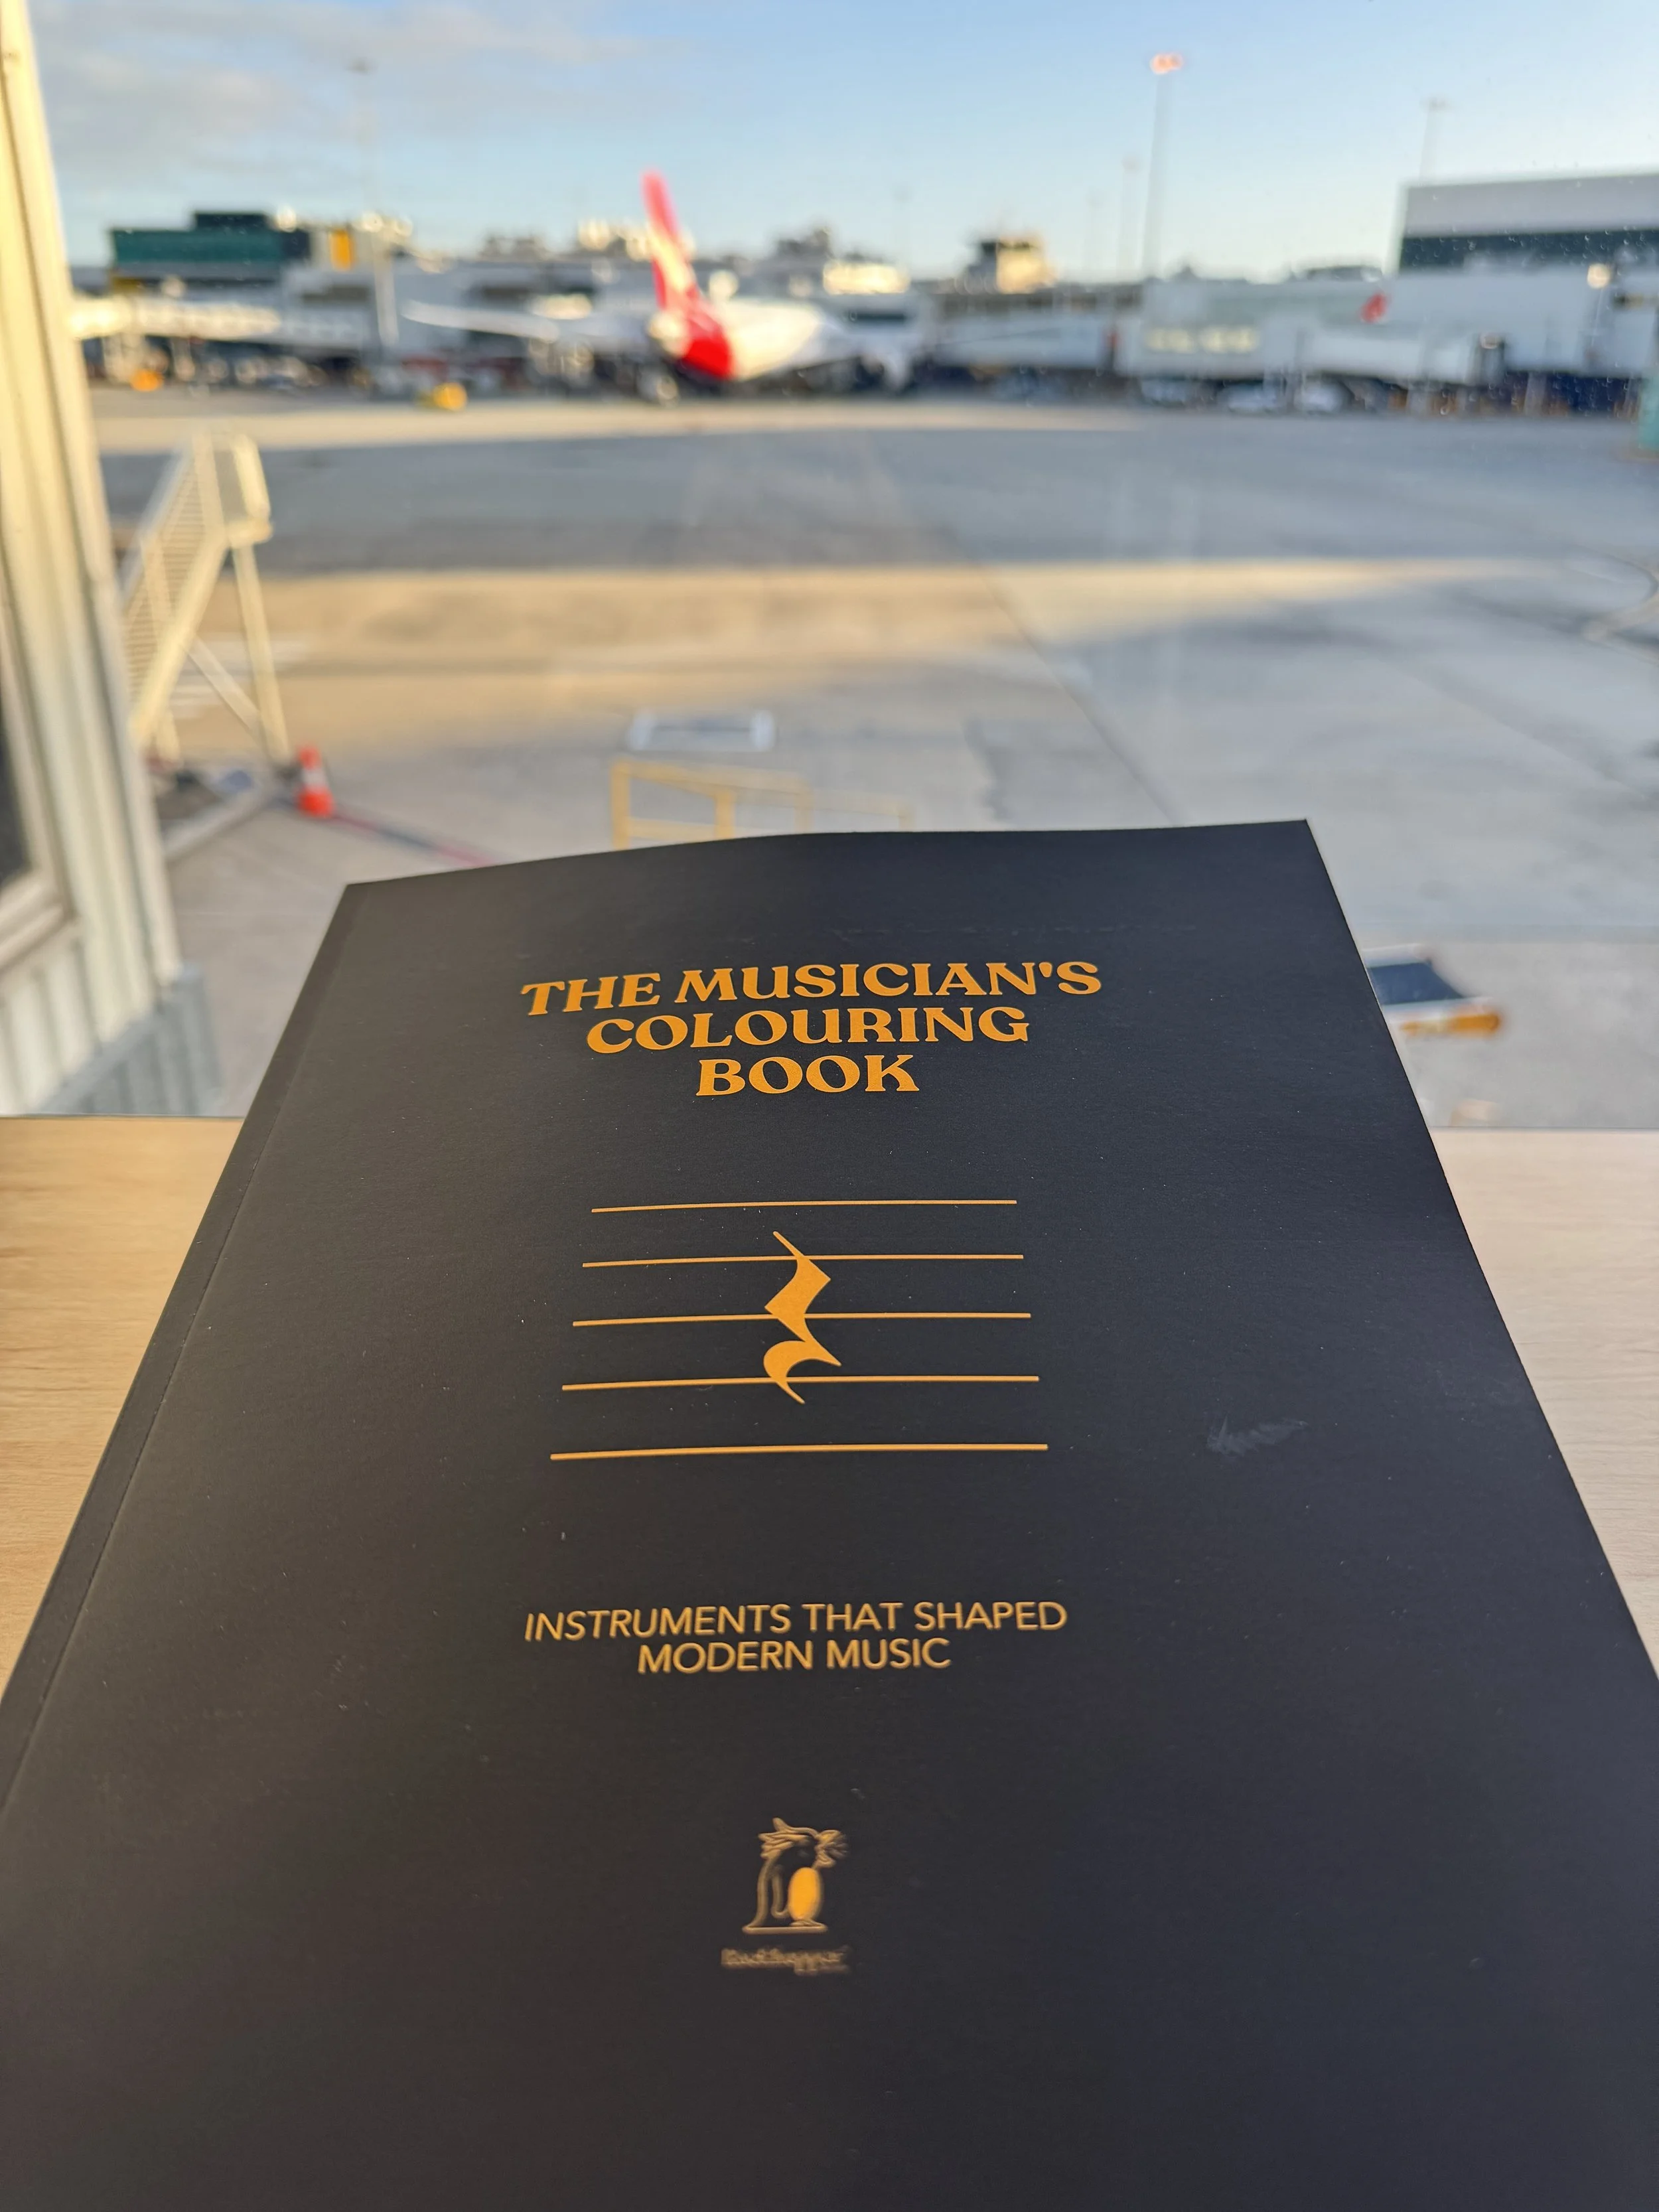 THE MUSICIAN'S
COLOURING
BOOK
INSTRUMENTS THAT SHAPED
MODERN MUSIC